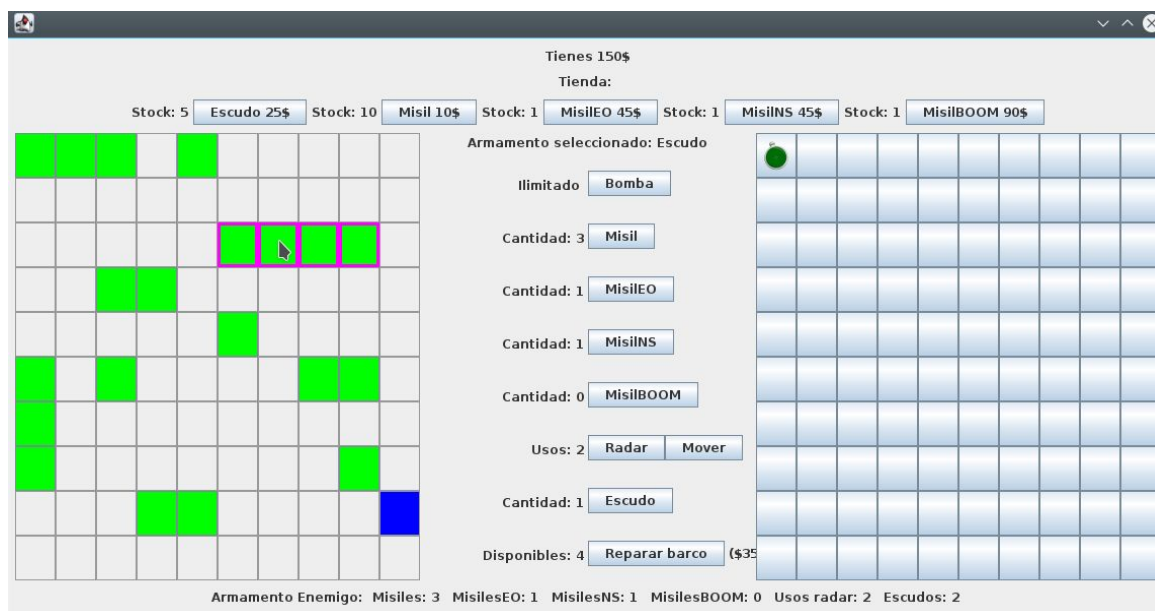 Tienes 150$
Tienda:
Stock: 5 Escudo 25$ Stock: 10 Misil 10$ Stock: 1 MisilEO 45$ Stock: 1 MisilNS 45$ Stock: 1 MisilBOOM 90$
Armamento seleccionado: Escudo
Ilimitado Bomba
Cantidad: 3 Misil
Cantidad: 1 MisilEO
Cantidad: 1 MisilNS
Cantidad: 0 MisilBOOM
Usos: 2 Radar Mover
Cantidad: 1 Escudo
Disponibles: 4 Reparar barco ($35
Armamento Enemigo: Misiles: 3 MisilesEO: 1 MisilesNS: 1 MisilesBOOM: 0 Usos radar: 2 Escudos: 2